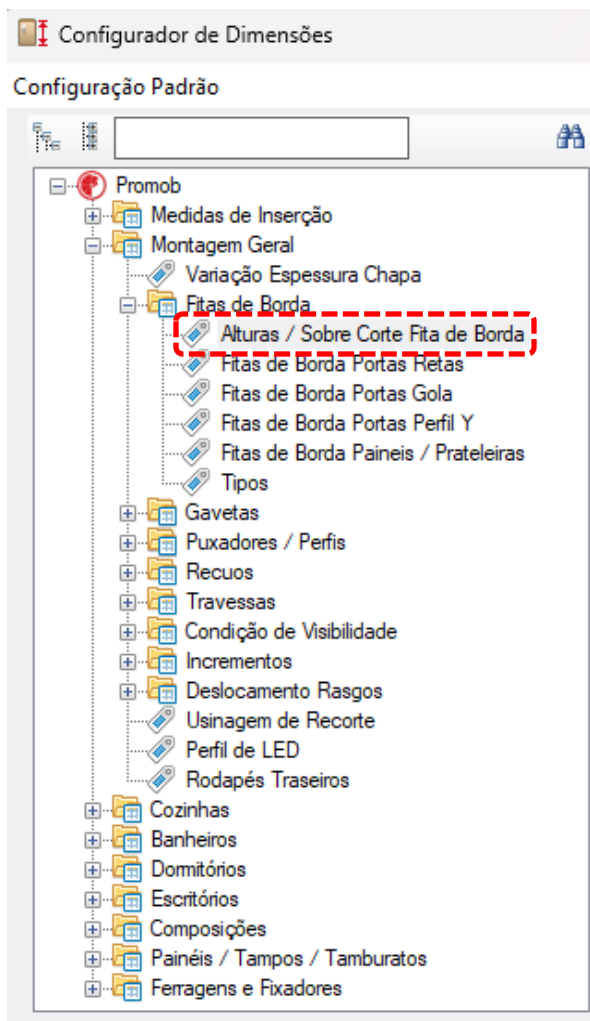 Configurador de Dimensões
Configuração Padrão
Promob
Medidas de Inserção
Montagem Geral
Variação Espessura Chapa
Fitas de Borda
Alturas / Sobre Corte Fita de Borda
Fitas de Borda Portas Retas
Fitas de Borda Portas Gola
Fitas de Borda Portas Perfil Y
Fitas de Borda Paineis / Prateleiras
Tipos
Gavetas
Puxadores / Perfis
Recuos
Travessas
Condição de Visibilidade
Incrementos
Deslocamento Rasgos
Usinagem de Recorte
Perfil de LED
Rodapés Traseiros
Cozinhas
Banheiros
Dormitórios
Escritórios
Composições
Painéis / Tampos / Tamburatos
Ferragens e Fixadores